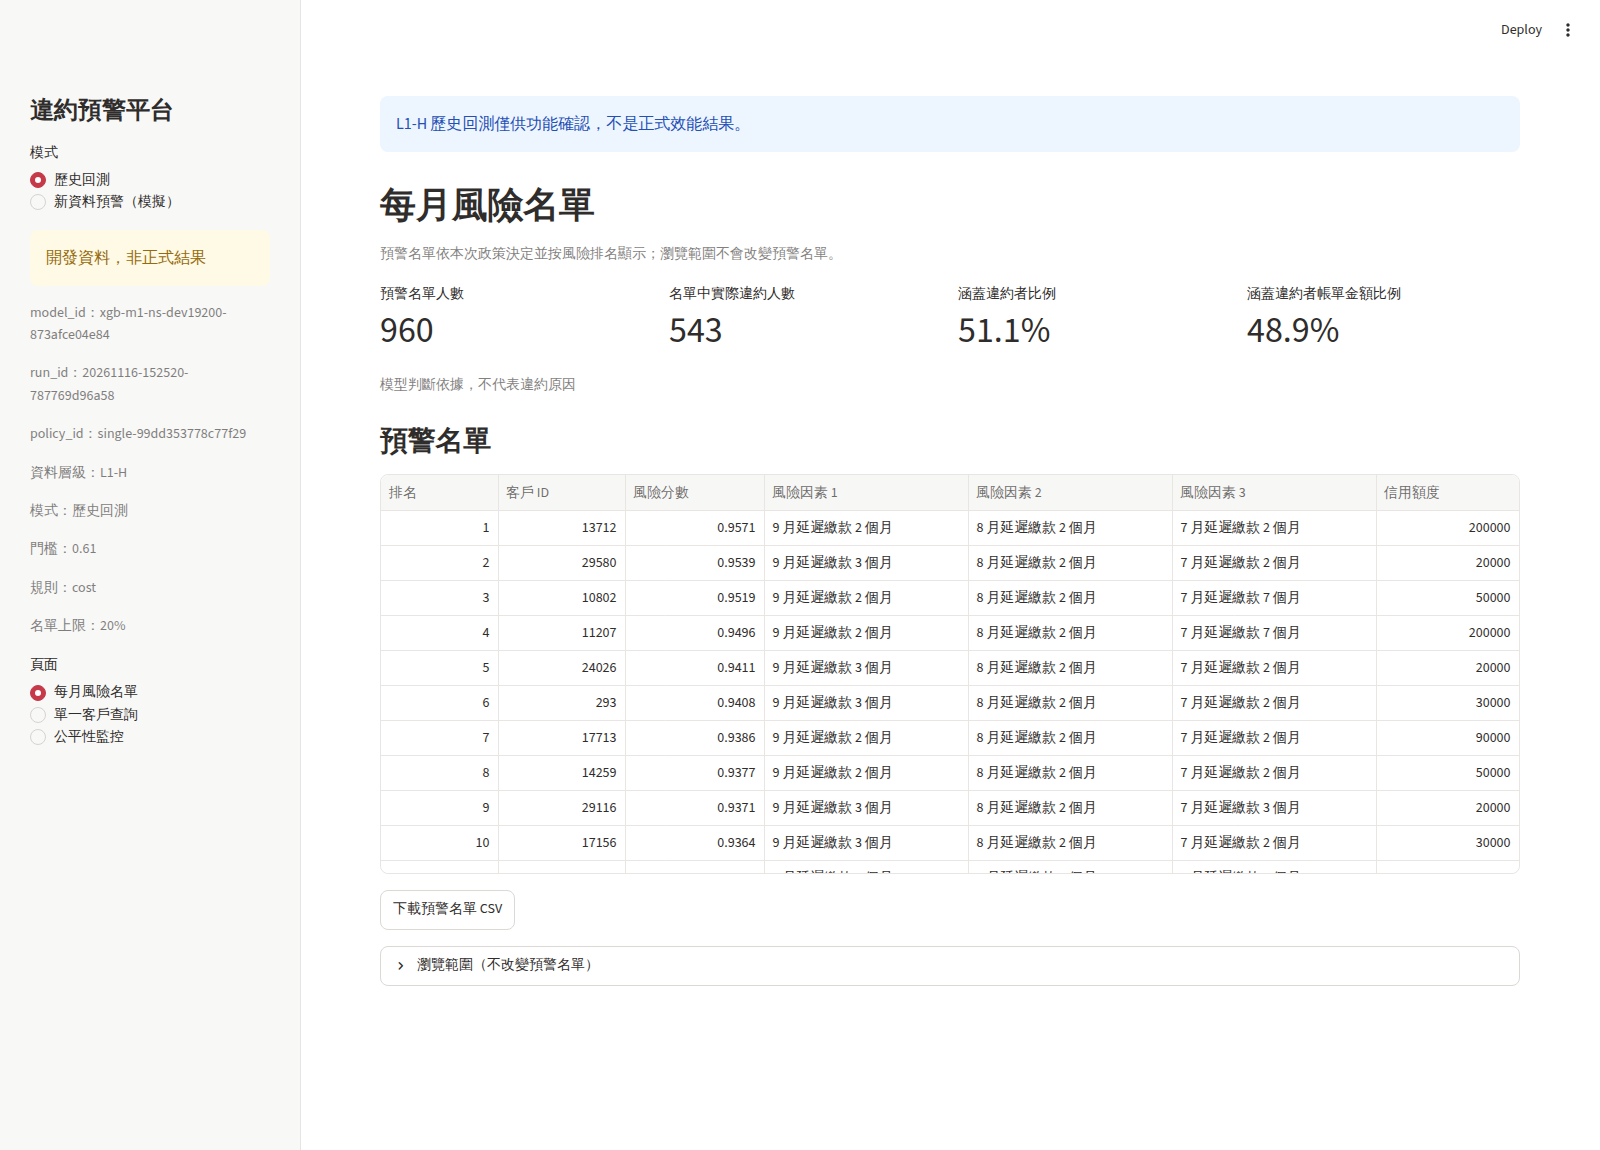 Deploy
違約預警平台
模式
歷史回測
新資料預警（模擬）
開發資料，非正式結果
model_id：xgb-m1-ns-dev19200-
873afce04e84
run_id：20261116-152520-
787769d96a58
policy_id：single-99dd353778c77f29
資料層級：L1-H
模式：歷史回測
門檻：0.61
規則：cost
名單上限：20%
頁面
每月風險名單
單一客戶查詢
公平性監控
L1-H 歷史回測僅供功能確認，不是正式效能結果。
每月風險名單
預警名單依本次政策決定並按風險排名顯示；瀏覽範圍不會改變預警名單。
預警名單人數 名單中實際違約人數 涵蓋違約者比例 涵蓋違約者帳單金額比例
960 543 51.1% 48.9%
模型判斷依據，不代表違約原因
預警名單
排名 客戶 ID 風險分數 風險因素 1 風險因素 2 風險因素 3 信用額度
1 13712 0.9571 9 月延遲繳款 2 個月 8 月延遲繳款 2 個月 7 月延遲繳款 2 個月 200000
2 29580 0.9539 9 月延遲繳款 3 個月 8 月延遲繳款 2 個月 7 月延遲繳款 2 個月 20000
3 10802 0.9519 9 月延遲繳款 2 個月 8 月延遲繳款 2 個月 7 月延遲繳款 7 個月 50000
4 11207 0.9496 9 月延遲繳款 2 個月 8 月延遲繳款 2 個月 7 月延遲繳款 7 個月 200000
5 24026 0.9411 9 月延遲繳款 3 個月 8 月延遲繳款 2 個月 7 月延遲繳款 2 個月 20000
6 293 0.9408 9 月延遲繳款 3 個月 8 月延遲繳款 2 個月 7 月延遲繳款 2 個月 30000
7 17713 0.9386 9 月延遲繳款 2 個月 8 月延遲繳款 2 個月 7 月延遲繳款 2 個月 90000
8 14259 0.9377 9 月延遲繳款 2 個月 8 月延遲繳款 2 個月 7 月延遲繳款 2 個月 50000
9 29116 0.9371 9 月延遲繳款 3 個月 8 月延遲繳款 2 個月 7 月延遲繳款 3 個月 20000
10 17156 0.9364 9 月延遲繳款 3 個月 8 月延遲繳款 2 個月 7 月延遲繳款 2 個月 30000
下載預警名單 CSV
瀏覽範圍（不改變預警名單）